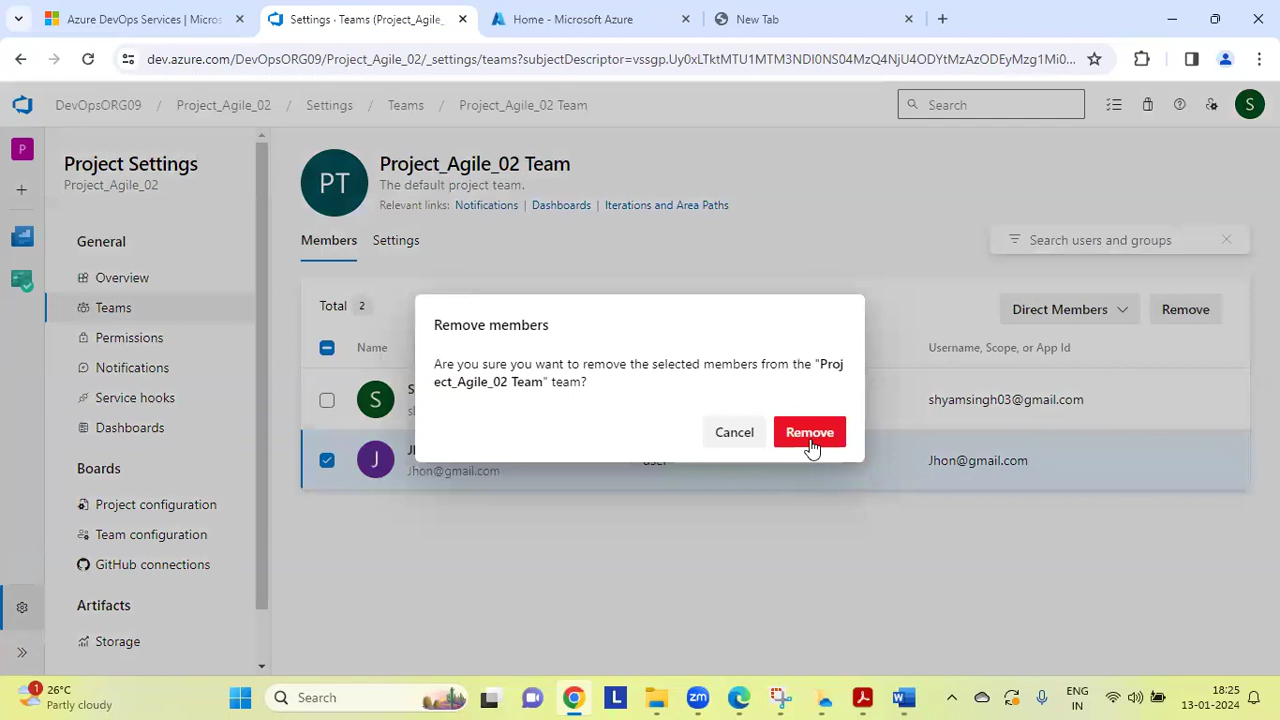 Azure DevOps Services | Micros
Settings · Teams (Project_Agile_
Home - Microsoft Azure
New Tab
dev.azure.com/DevOpsORG09/Project_Agile_02/_settings/teams?subjectDescriptor=vssgp.Uy0xLTktMTU1MTM3NDI0NS04MzQ4NjU4ODYtMzAzODEyMzg1Mi0...
DevOpsORG09 / Project_Agile_02 / Settings / Teams / Project_Agile_02 Team
Search
S
P
Project Settings
Project_Agile_02
General
Overview
Teams
Permissions
Notifications
Service hooks
Dashboards
Boards
Project configuration
Team configuration
GitHub connections
Artifacts
Storage
PT
Project_Agile_02 Team
The default project team.
Relevant links: Notifications | Dashboards | Iterations and Area Paths
Members Settings
Search users and groups
Total 2
Direct Members
Remove
Name
Username, Scope, or App Id
S
shyamsingh03@gmail.com
J
Jhon@gmail.com
user
Jhon@gmail.com
Remove members
Are you sure you want to remove the selected members from the "Proj
ect_Agile_02 Team" team?
Cancel
Remove
1
26°C
Partly cloudy
Search
zm
L
W
ENG
IN
18:25
13-01-2024